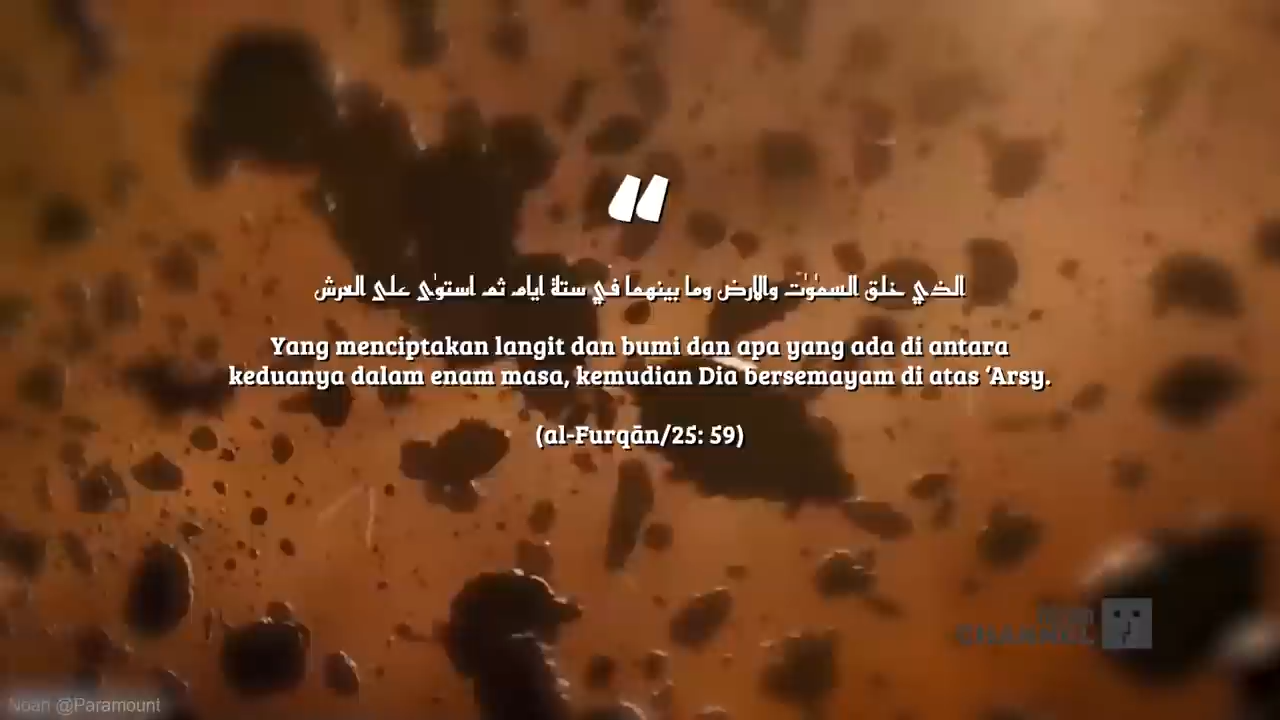 الذي خلق السمٰوٰت والارض وما بينهما في ستة ايام ثم استوٰى على العرش
Yang menciptakan langit dan bumi dan apa yang ada di antara
keduanya dalam enam masa, kemudian Dia bersemayam di atas ‘Arsy.
(al-Furqān/25: 59)
CHANNEL
Noah @Paramount